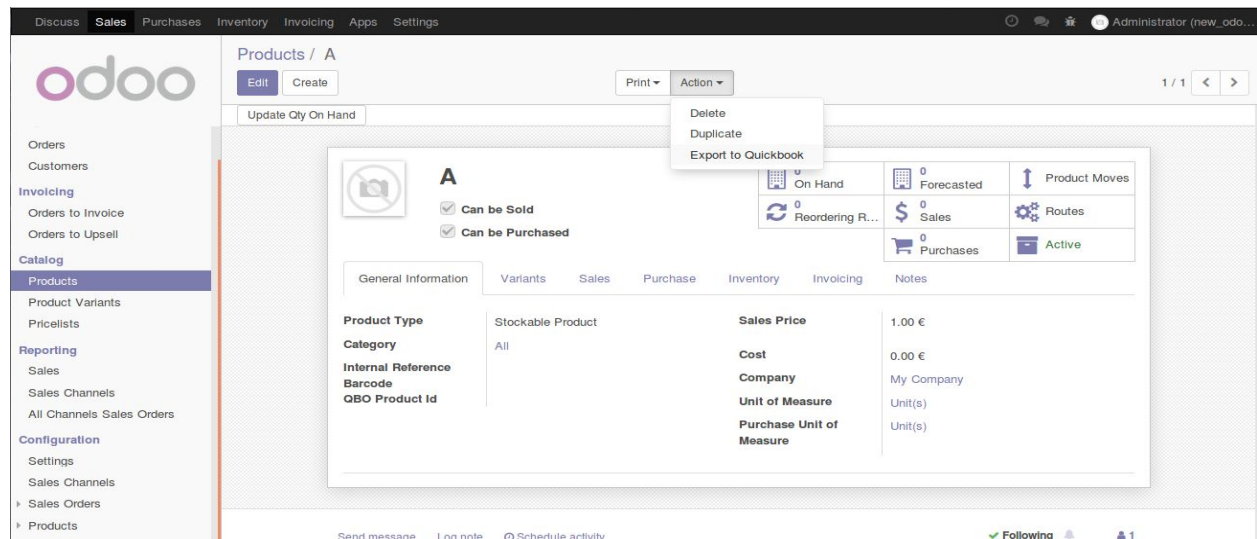 Discuss Sales Purchases Inventory Invoicing Apps Settings Administrator (new_odo...
odoo
Products / A
Edit Create Print Action 1 / 1
Update Qty On Hand
Delete
Duplicate
Export to Quickbook
Orders
Customers
Invoicing
Orders to Invoice
Orders to Upsell
Catalog
Products
Product Variants
Pricelists
Reporting
Sales
Sales Channels
All Channels Sales Orders
Configuration
Settings
Sales Channels
Sales Orders
Products
A
Can be Sold
Can be Purchased
0 On Hand
0 Forecasted
Product Moves
0 Reordering R...
0 Sales
Routes
0 Purchases
Active
General Information Variants Sales Purchase Inventory Invoicing Notes
Product Type Stockable Product
Category All
Internal Reference
Barcode
QBO Product Id
Sales Price 1.00 €
Cost 0.00 €
Company My Company
Unit of Measure Unit(s)
Purchase Unit of Measure Unit(s)
Send message Log note Schedule activity Following 1